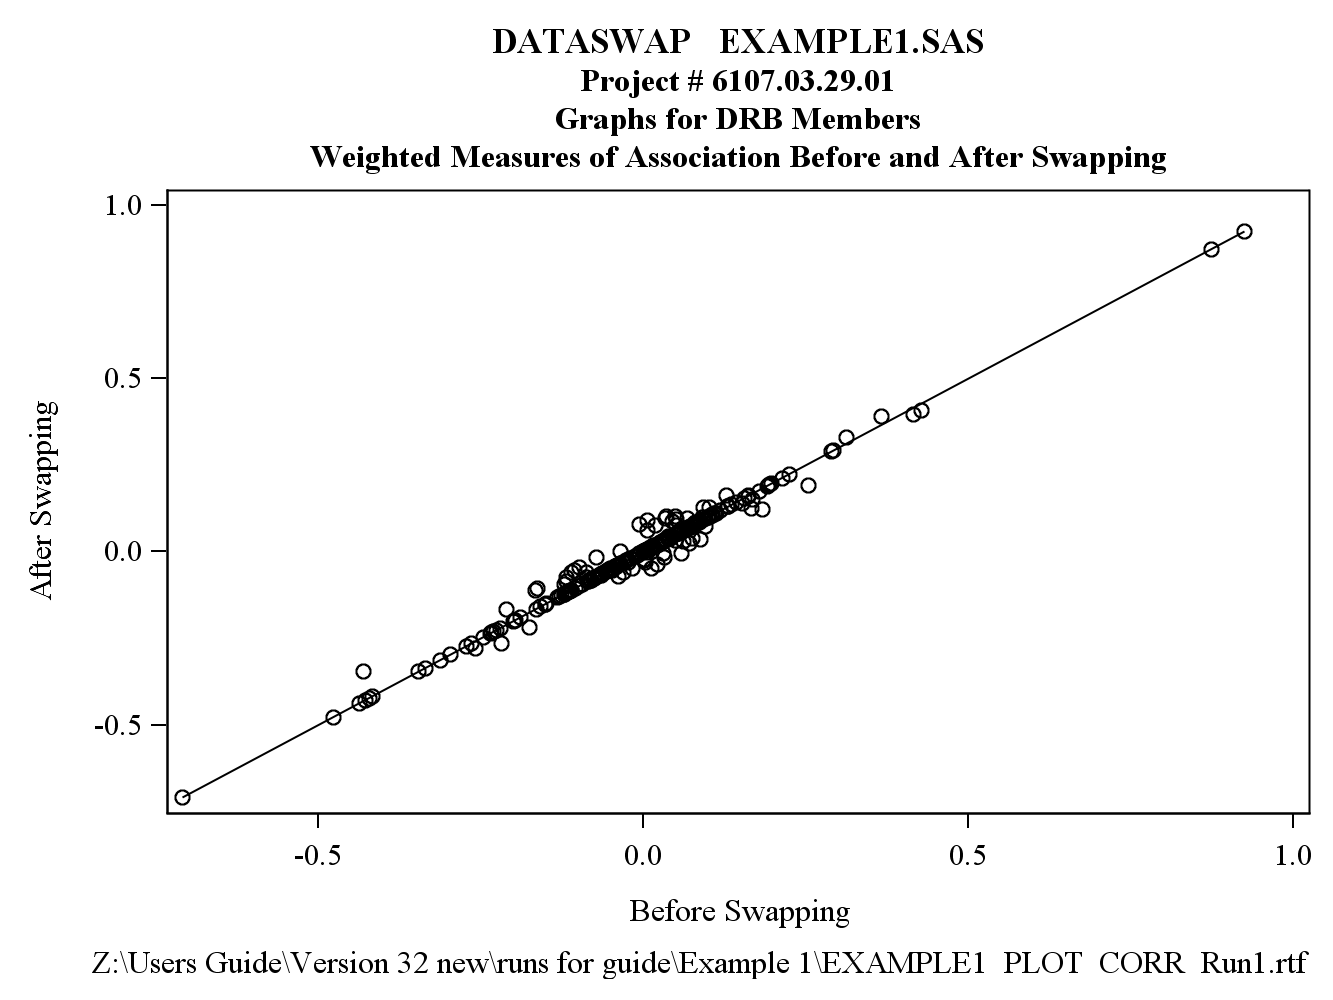 DATASWAP EXAMPLE1.SAS
Project # 6107.03.29.01
Graphs for DRB Members
Weighted Measures of Association Before and After Swapping
1.0
0.5
0.0
-0.5
After Swapping
-0.5 0.0 0.5 1.0
Before Swapping
Z:\Users Guide\Version 32 new\runs for guide\Example 1\EXAMPLE1 PLOT CORR Run1.rtf